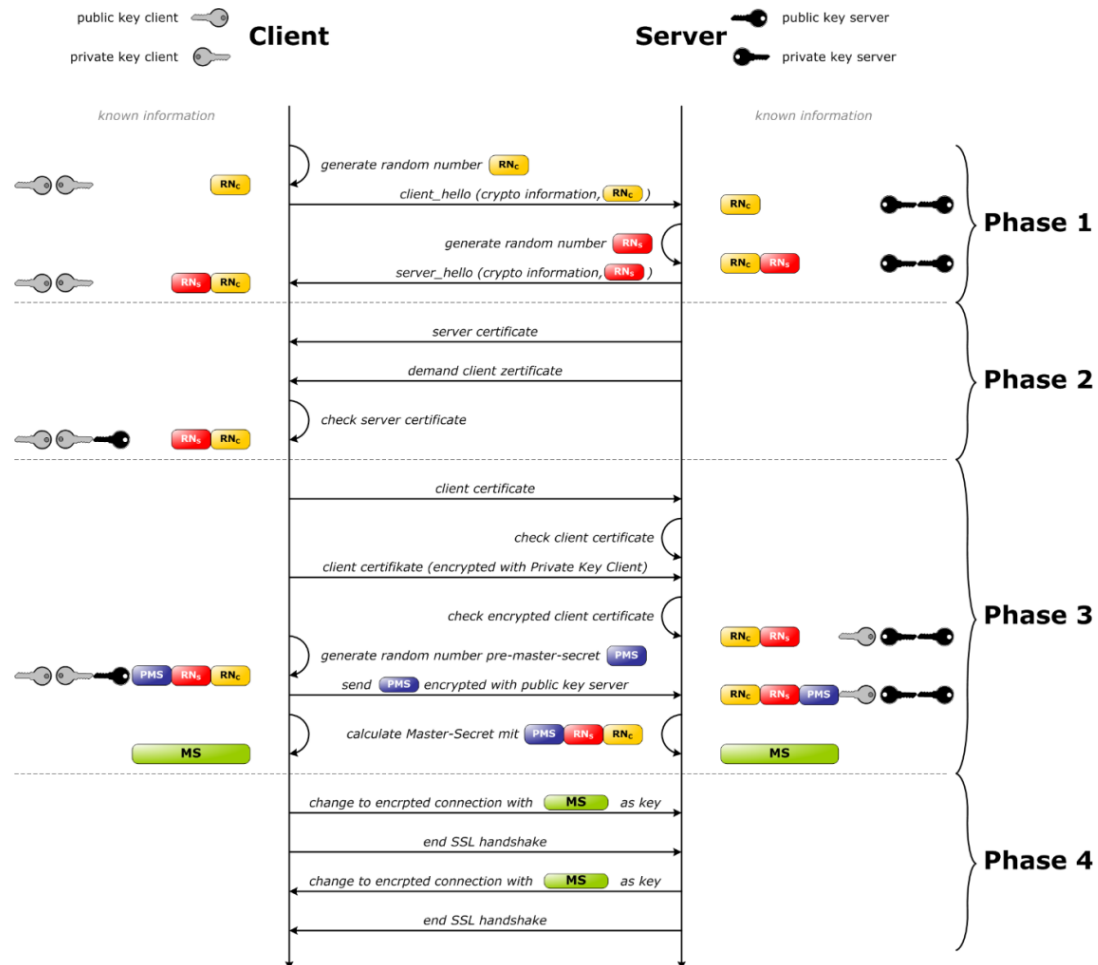 public key client
Client
Server
public key server
private key client
private key server
known information
known information
generate random number RNc
RNc
client_hello (crypto information, RNc )
RNc
Phase 1
generate random number RNs
RNc RNs
server_hello (crypto information, RNs )
RNs RNc
server certificate
demand client zertificate
Phase 2
check server certificate
RNs RNc
client certificate
check client certificate
client certifikate (encrypted with Private Key Client)
check encrypted client certificate
Phase 3
RNc RNs
generate random number pre-master-secret PMS
PMS RNs RNc
send PMS encrypted with public key server
RNc RNs PMS
calculate Master-Secret mit PMS RNs RNc
MS
MS
change to encrpted connection with MS as key
end SSL handshake
Phase 4
change to encrpted connection with MS as key
end SSL handshake